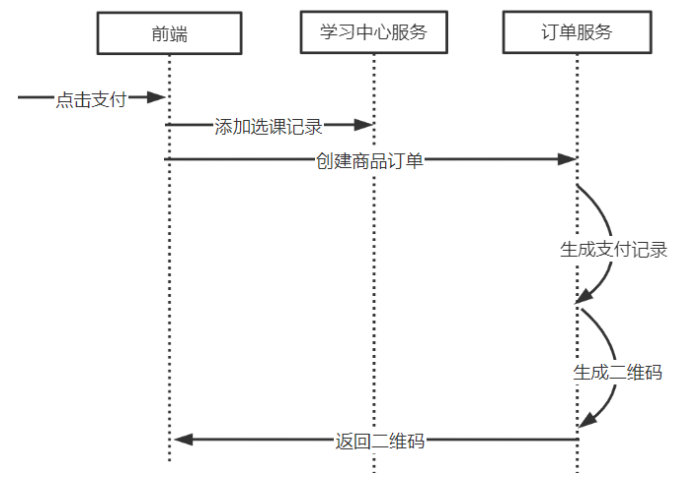 前端
学习中心服务
订单服务
点击支付
添加选课记录
创建商品订单
生成支付记录
生成二维码
返回二维码